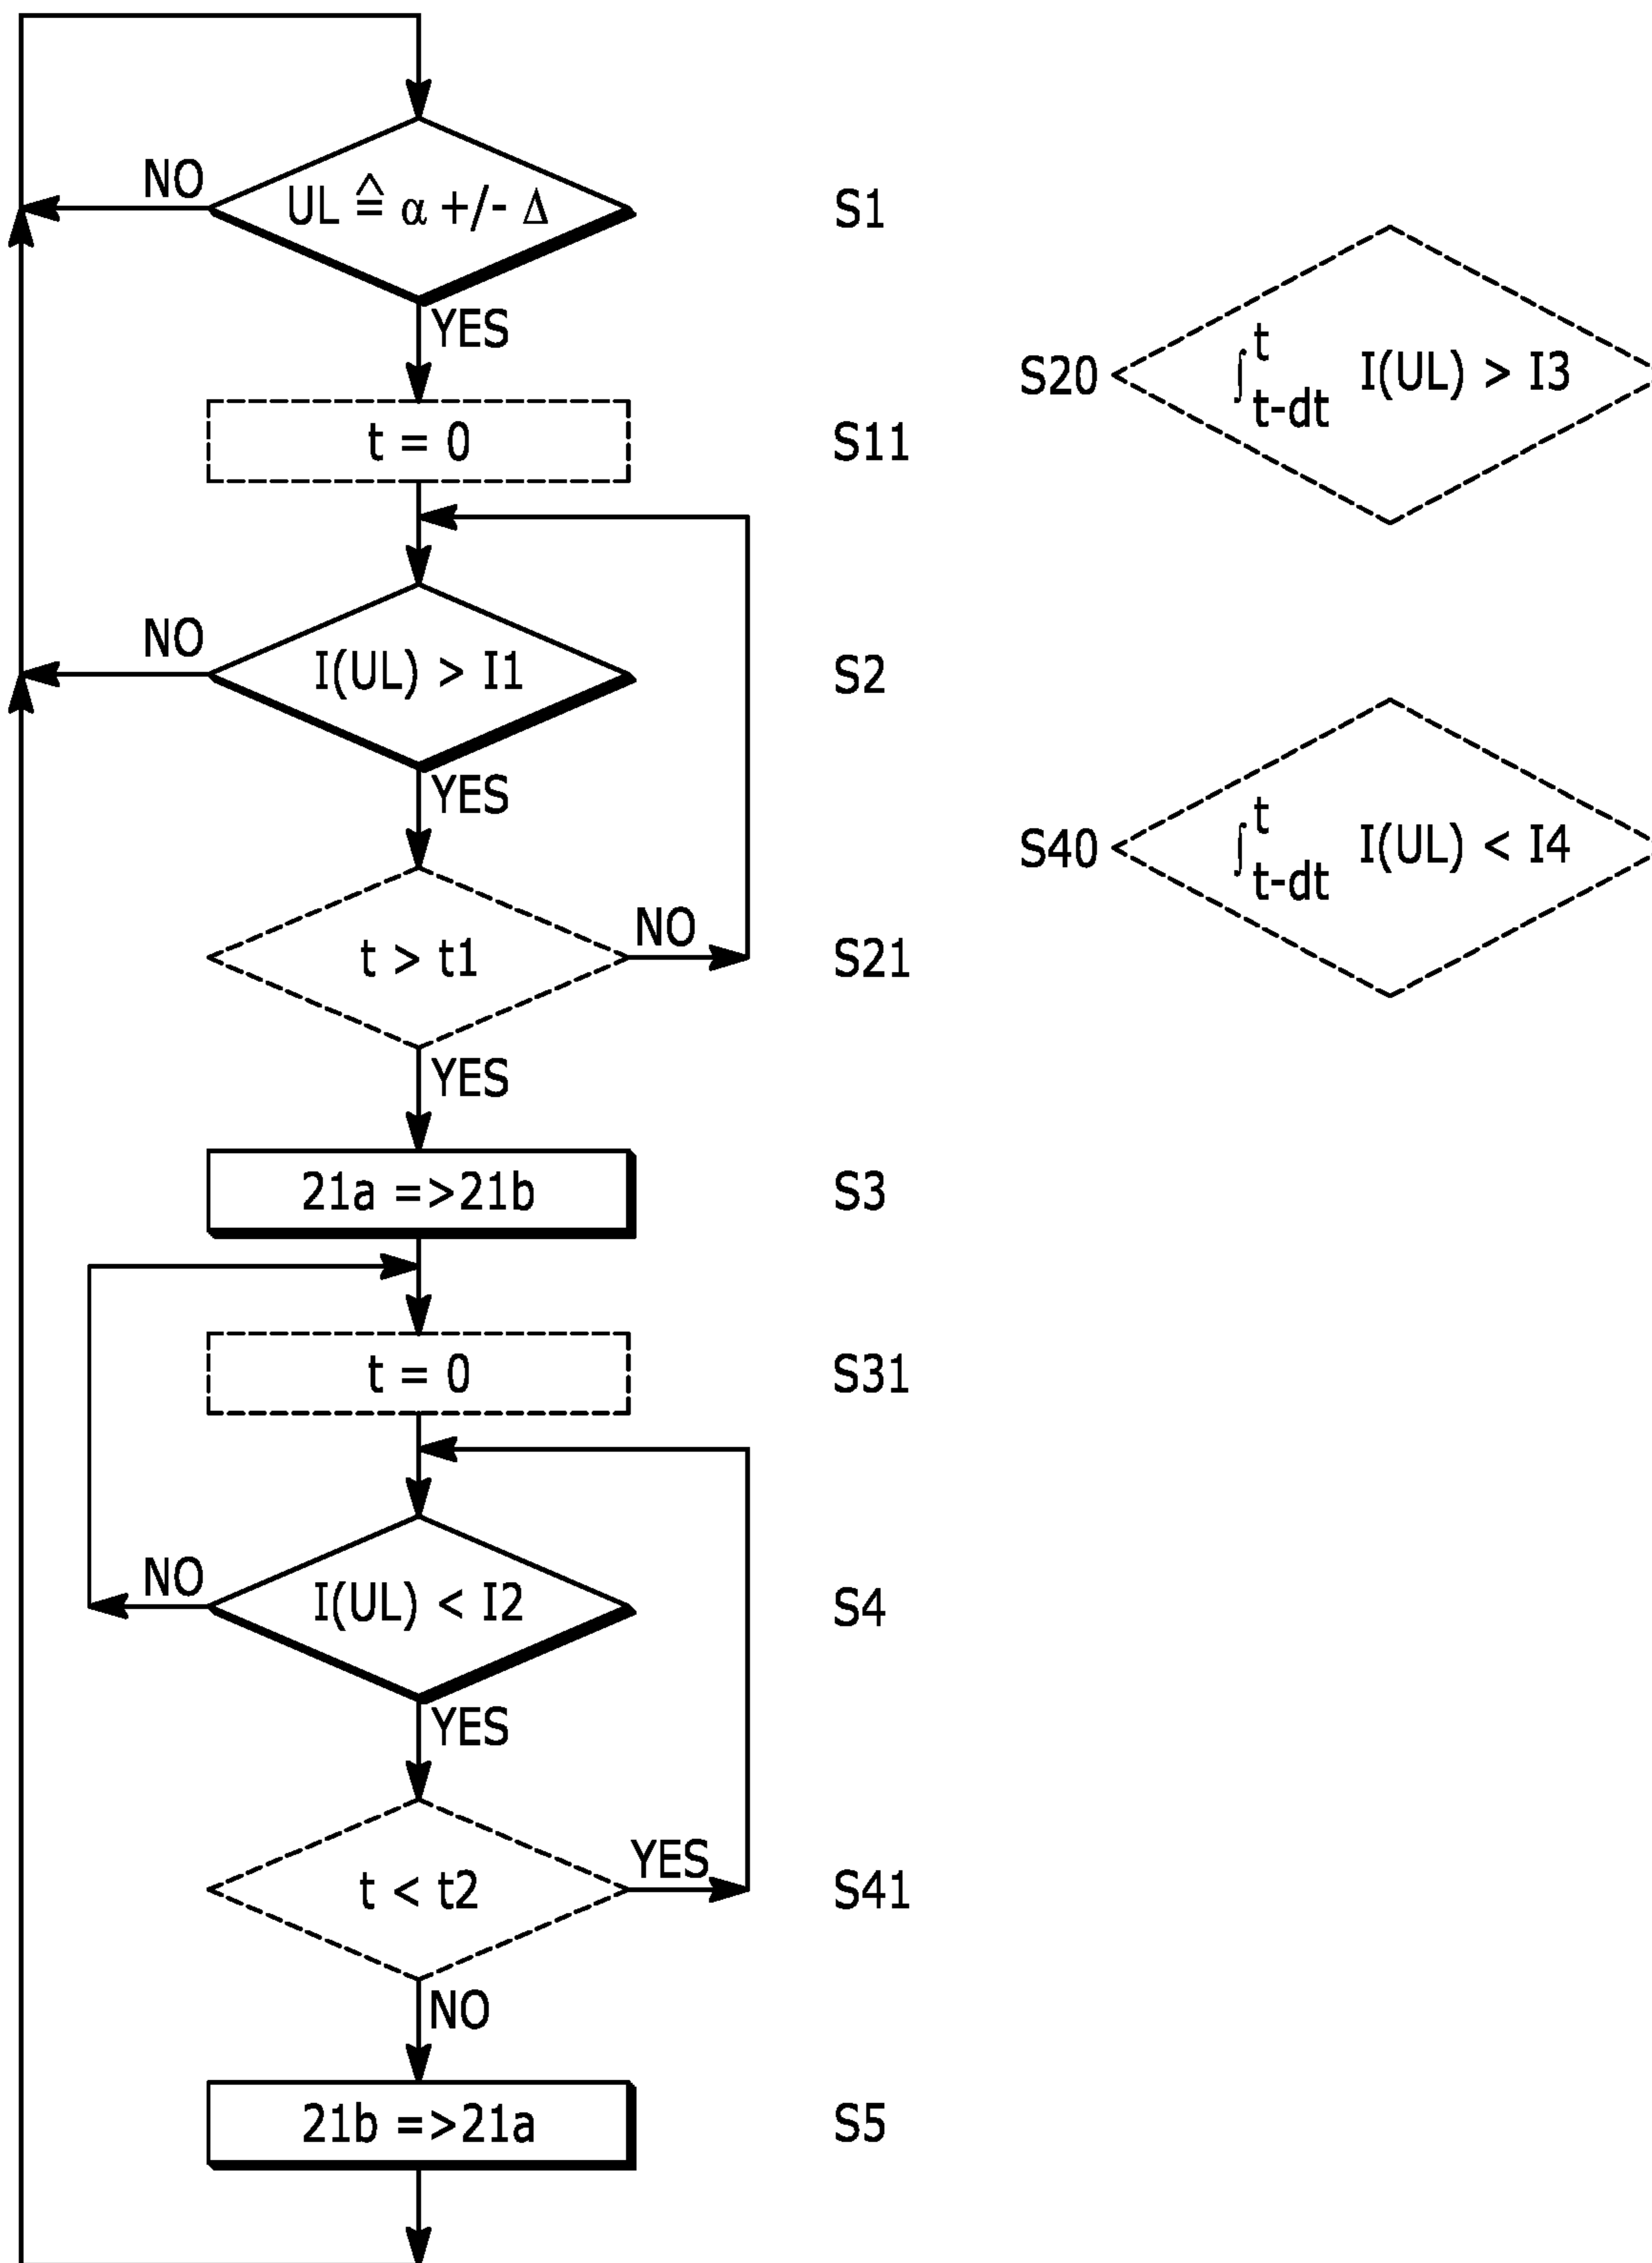 NO
UL ≙ α +/- Δ
S1
YES
t = 0
S11
NO
I(UL) > I1
S2
YES
t > t1
NO
S21
YES
21a =>21b
S3
t = 0
S31
NO
I(UL) < I2
S4
YES
t < t2
YES
S41
NO
21b =>21a
S5
S20
∫
t
t-dt
I(UL) > I3
S40
∫
t
t-dt
I(UL) < I4